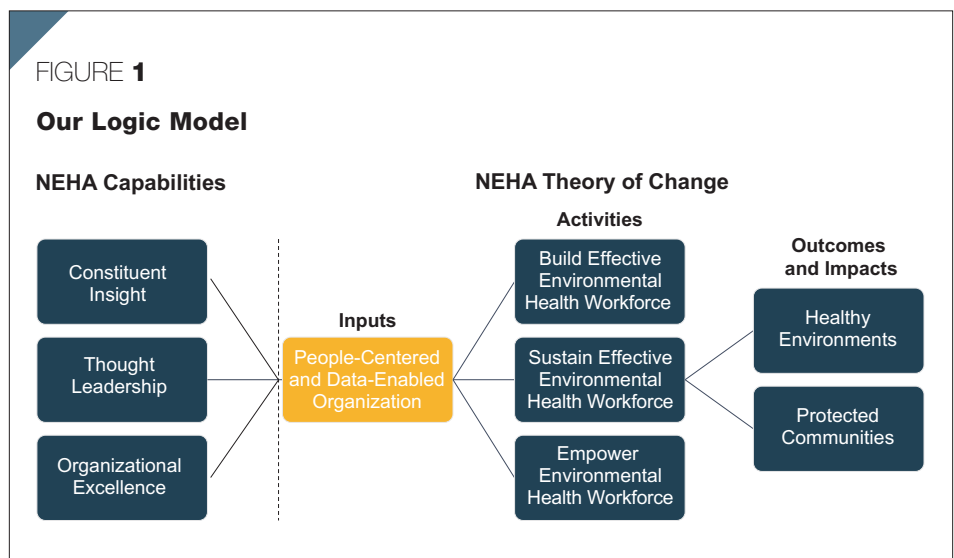 FIGURE 1
Our Logic Model
NEHA Capabilities
NEHA Theory of Change
Activities
Outcomes
and Impacts
Inputs
Constituent
Insight
Thought
Leadership
Organizational
Excellence
People-Centered
and Data-Enabled
Organization
Build Effective
Environmental
Health Workforce
Sustain Effective
Environmental
Health Workforce
Empower
Environmental
Health Workforce
Healthy
Environments
Protected
Communities